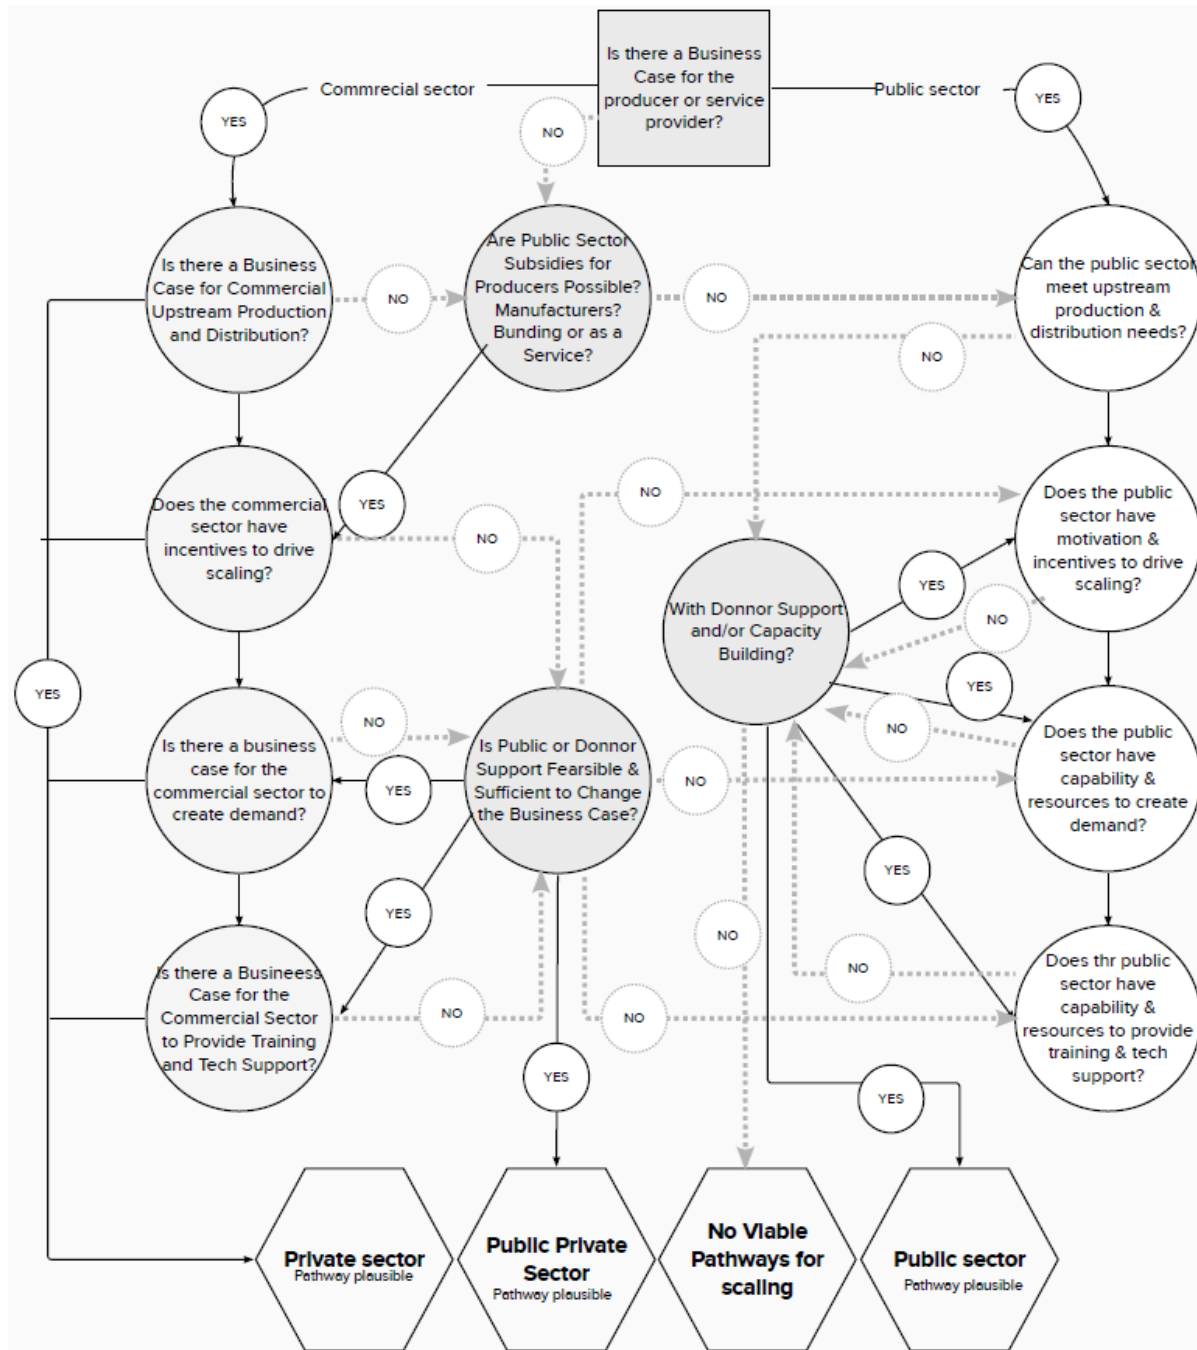 Is there a Business
Case for the
producer or service
provider?
Commrecial sector
Public sector
YES
NO
YES
Is there a Business
Case for Commercial
Upstream Production
and Distribution?
NO
Are Public Sector
Subsidies for
Producers Possible?
Manufacturers?
Bunding or as a
Service?
NO
Can the public sector
meet upstream
production &
distribution needs?
NO
YES
Does the commercial
sector have
incentives to drive
scaling?
NO
NO
Does the public
sector have
motivation &
incentives to drive
scaling?
YES
With Donnor Support
and/or Capacity
Building?
NO
YES
YES
NO
Is there a business
case for the
commercial sector to
create demand?
YES
Is Public or Donnor
Support Fearsible &
Sufficient to Change
the Business Case?
NO
NO
Does the public
sector have
capability &
resources to create
demand?
YES
YES
NO
Is there a Busineess
Case for the
Commercial Sector
to Provide Training
and Tech Support?
NO
NO
NO
Does thr public
sector have
capability &
resources to provide
training & tech
support?
YES
YES
Private sector
Pathway plausible
Public Private
Sector
Pathway plausible
No Viable
Pathways for
scaling
Public sector
Pathway plausible